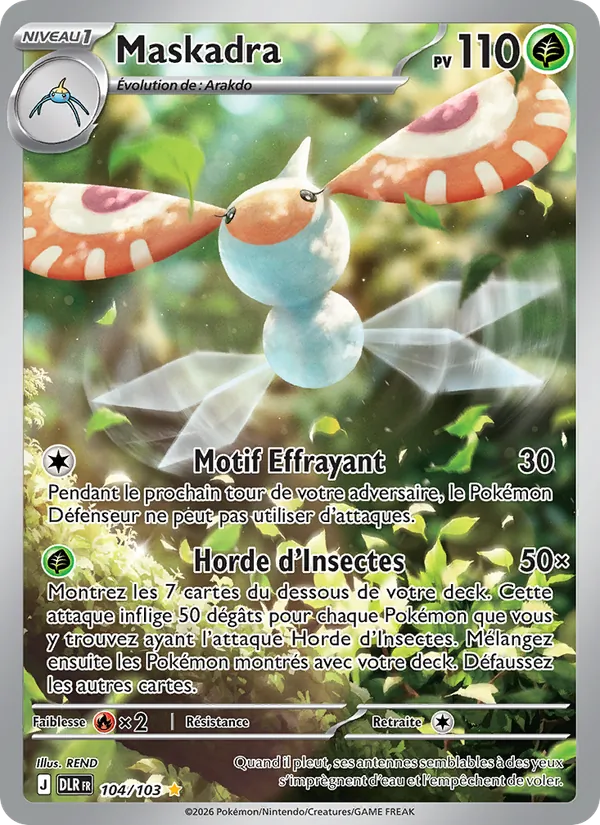 NIVEAU 1
Maskadra
PV 110
Évolution de : Arakdo
Motif Effrayant 30
Pendant le prochain tour de votre adversaire, le Pokémon
Défenseur ne peut pas utiliser d'attaques.
Horde d'Insectes 50×
Montrez les 7 cartes du dessous de votre deck. Cette
attaque inflige 50 dégâts pour chaque Pokémon que vous
y trouvez ayant l'attaque Horde d'Insectes. Mélangez
ensuite les Pokémon montrés avec votre deck. Défaussez
les autres cartes.
Faiblesse ×2 Résistance Retraite
Illus. REND
Quand il pleut, ses antennes semblables à des yeux
s'imprègnent d'eau et l'empêchent de voler.
J DLR FR 104/103
©2026 Pokémon/Nintendo/Creatures/GAME FREAK